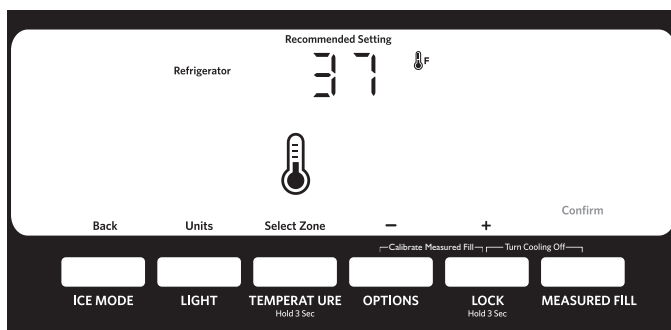 Recommended Setting
Refrigerator 37 F
Confirm
Back Units Select Zone − +
Calibrate Measured Fill Turn Cooling Off
ICE MODE LIGHT TEMPERAT URE OPTIONS LOCK MEASURED FILL
Hold 3 Sec Hold 3 Sec